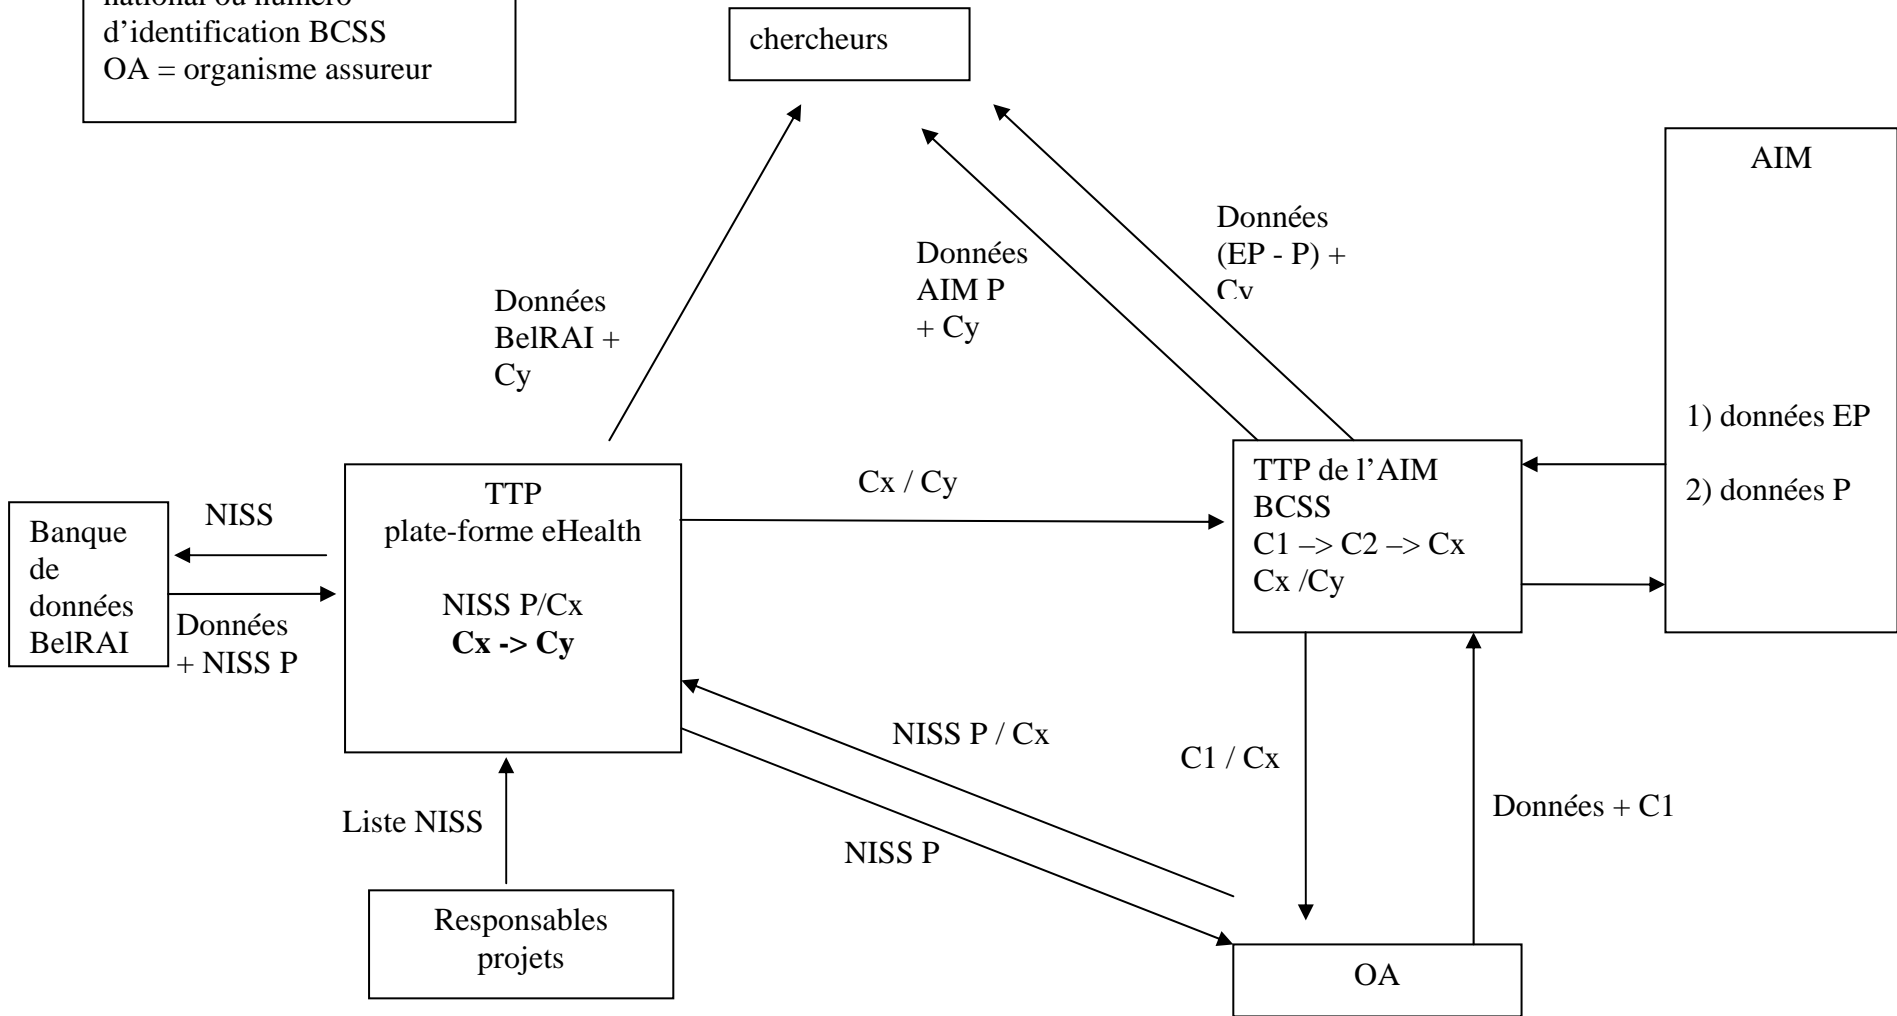 national ou numéro
d'identification BCSS
OA = organisme assureur
chercheurs
AIM
1) données EP
2) données P
Données
(EP - P) +
Cy
Données
AIM P
+ Cy
Données
BelRAI +
Cy
Cx / Cy
TTP de l'AIM
BCSS
C1 –> C2 –> Cx
Cx /Cy
TTP
plate-forme eHealth
NISS P/Cx
Cx -> Cy
NISS
Banque
de
données
BelRAI
Données
+ NISS P
NISS P / Cx
C1 / Cx
Données + C1
Liste NISS
NISS P
Responsables
projets
OA